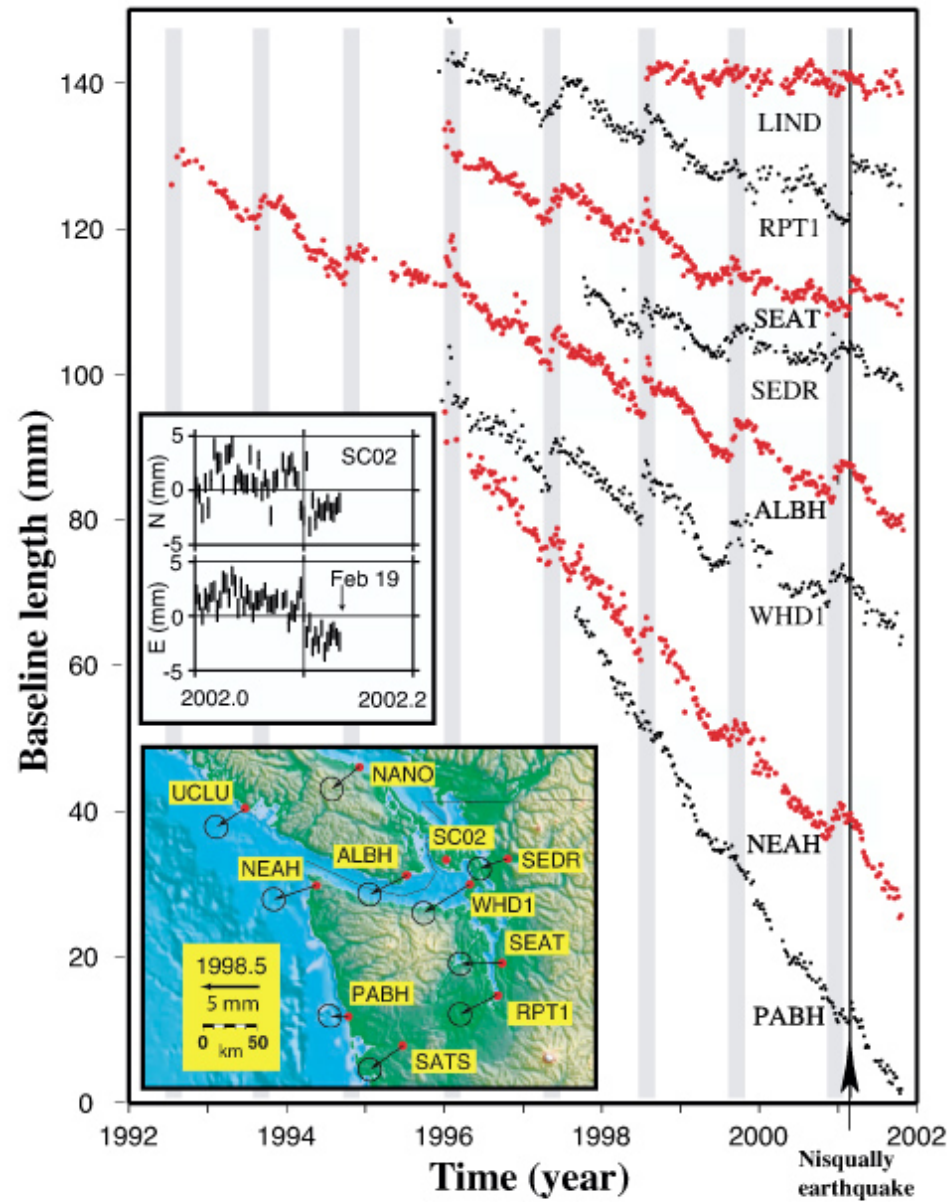 Baseline length (mm)
140
120
100
80
60
40
20
0
LIND
RPT1
SEAT
SEDR
ALBH
WHD1
NEAH
PABH
5
0
-5
N (mm)
SC02
5
0
-5
E (mm)
Feb 19
2002.0 2002.2
NANO
UCLU
SC02
ALBH
SEDR
NEAH
WHD1
SEAT
1998.5
5 mm
0 50
km
PABH
RPT1
SATS
1992 1994 1996 1998 2000 2002
Time (year)
Nisqually
earthquake